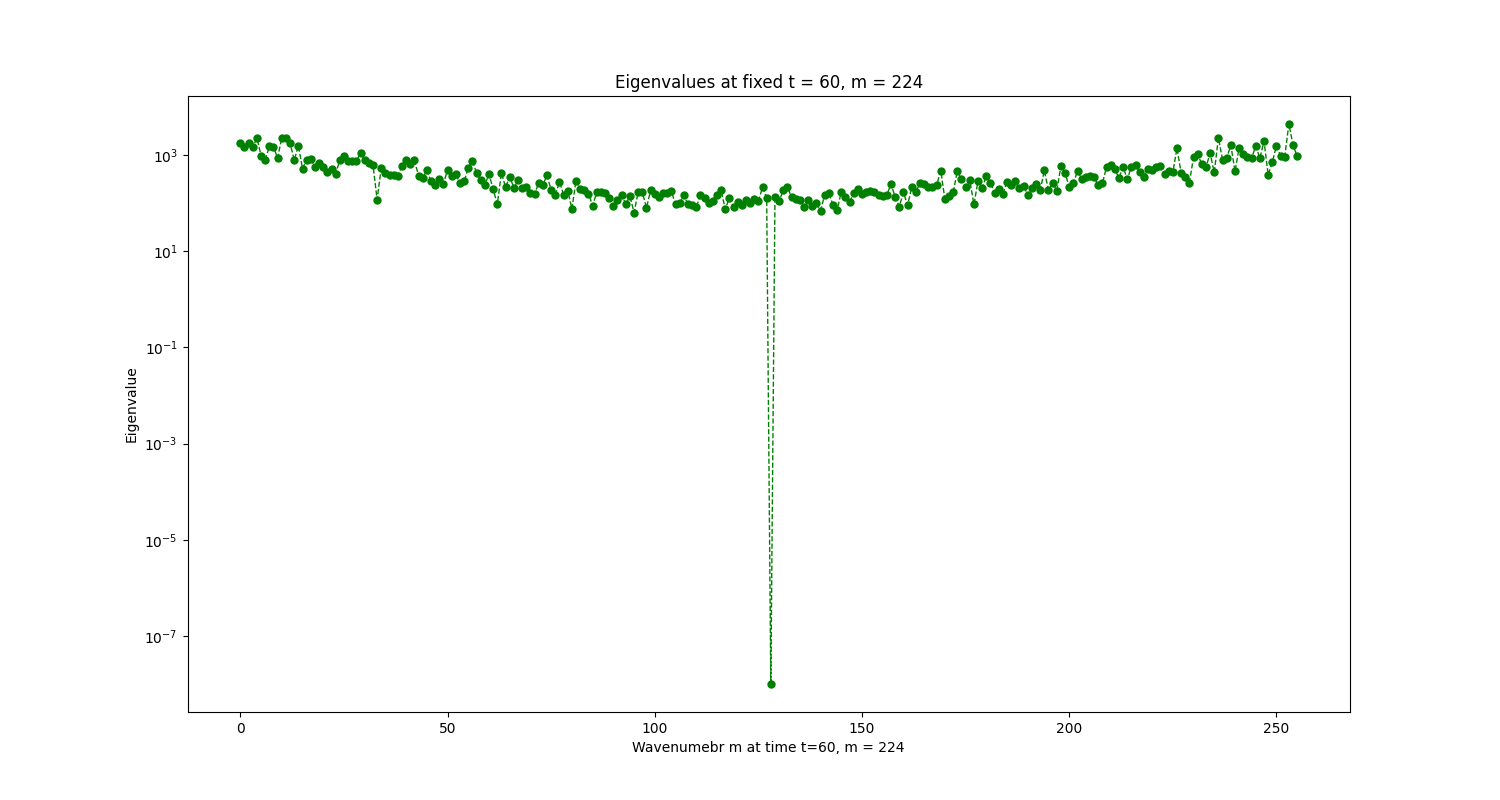 Eigenvalues at fixed t = 60, m = 224
10^3
10^1
10^-1
10^-3
10^-5
10^-7
Eigenvalue
0 50 100 150 200 250
Wavenumebr m at time t=60, m = 224